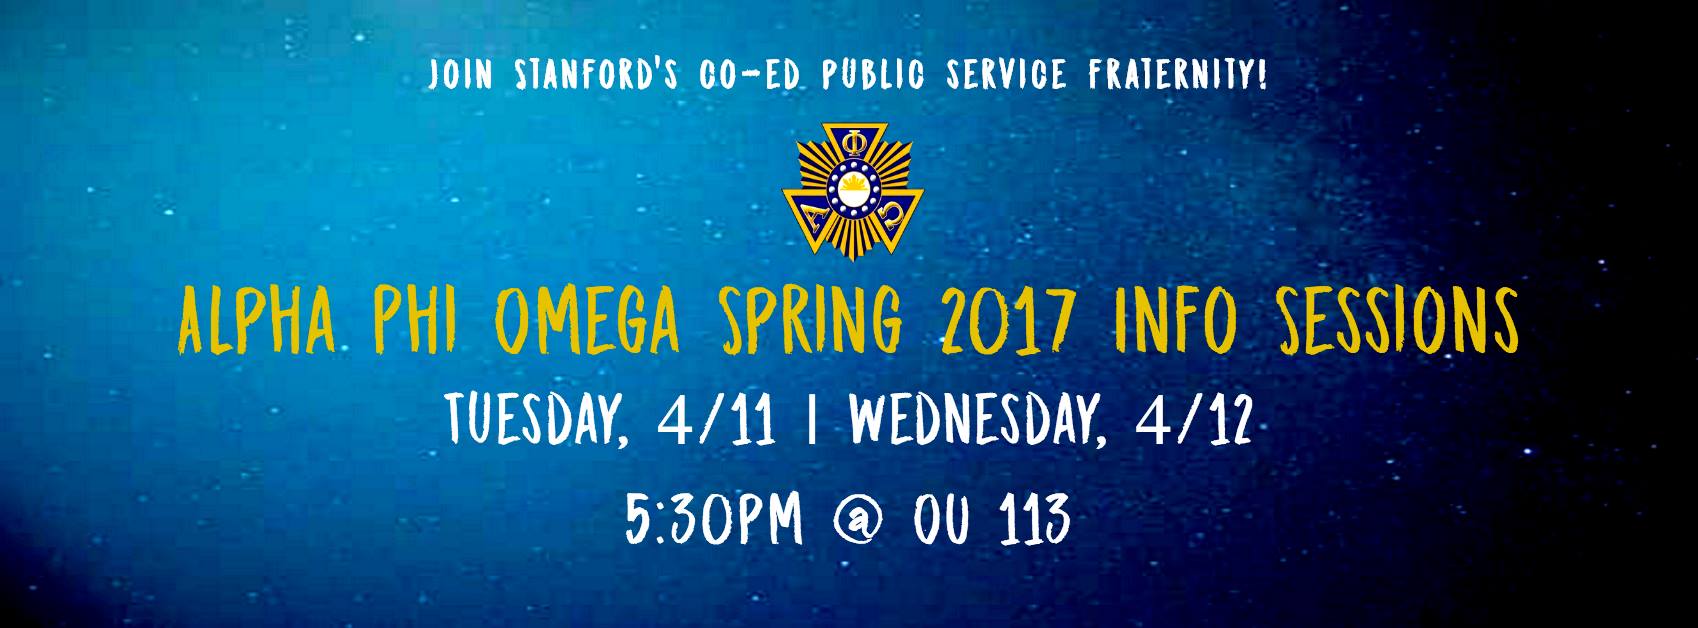 JOIN STANFORD'S CO-ED PUBLIC SERVICE FRATERNITY!
Φ
Α Ω
ALPHA PHI OMEGA SPRING 2017 INFO SESSIONS
TUESDAY, 4/11 | WEDNESDAY, 4/12
5:30PM @ OU 113